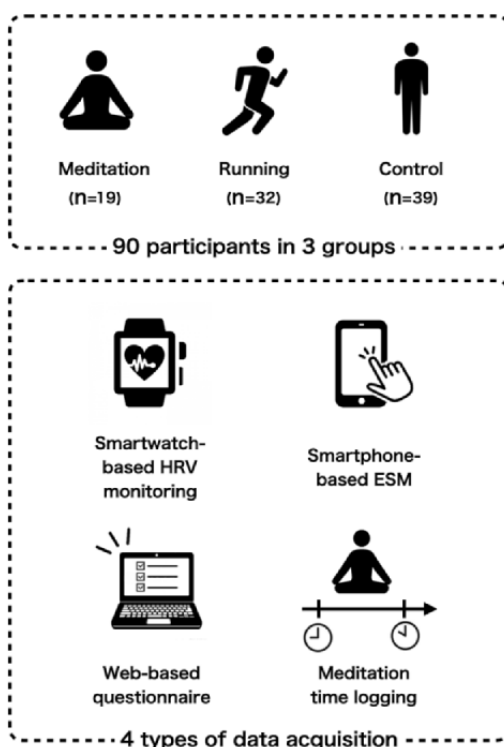 Meditation
(n=19)
Running
(n=32)
Control
(n=39)
90 participants in 3 groups
Smartwatch-
based HRV
monitoring
Smartphone-
based ESM
Web-based
questionnaire
Meditation
time logging
4 types of data acquisition